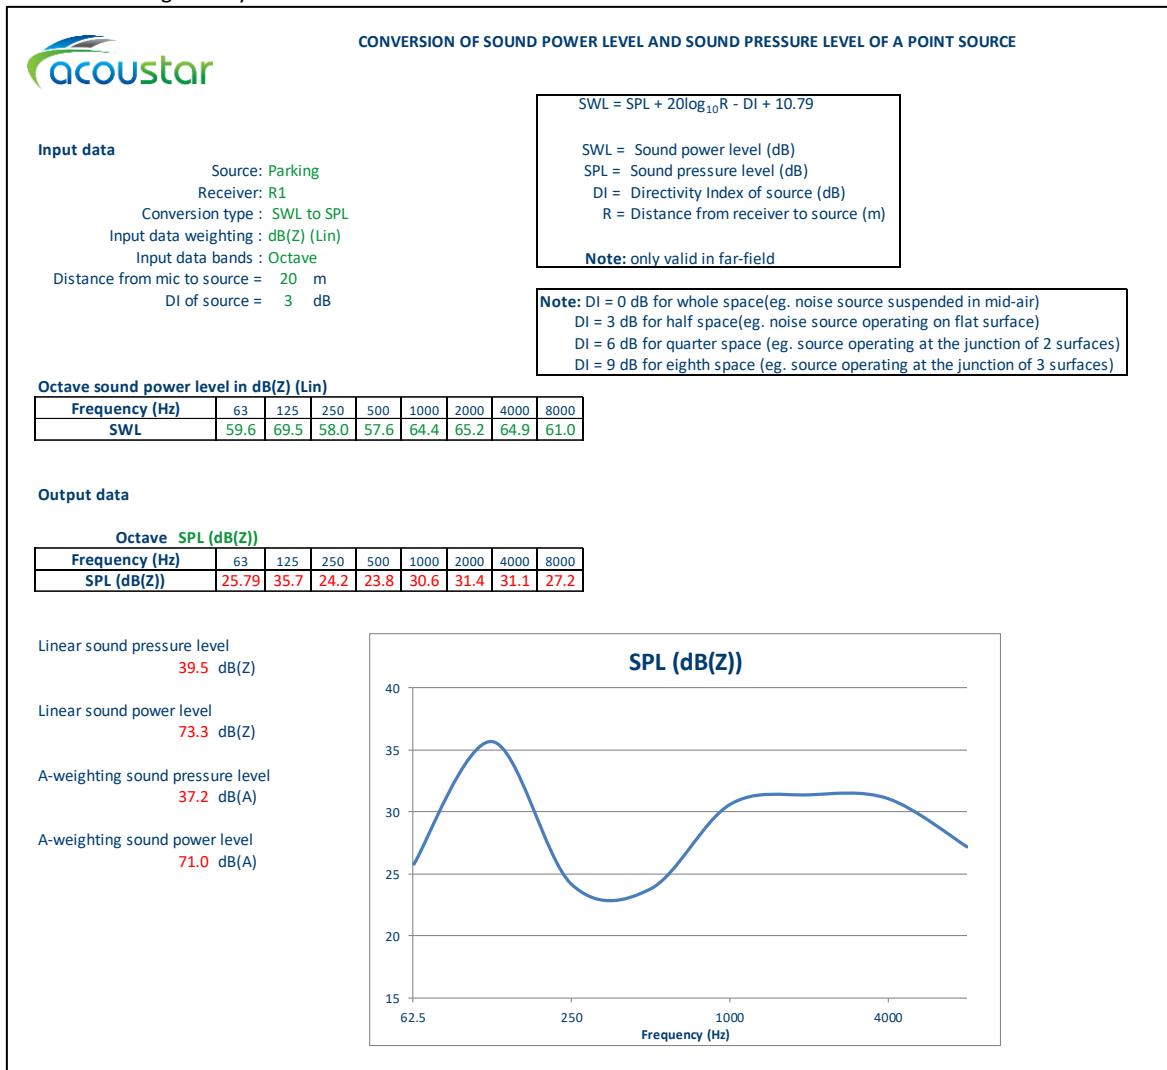 CONVERSION OF SOUND POWER LEVEL AND SOUND PRESSURE LEVEL OF A POINT SOURCE
acoustar
SWL = SPL + 20log10R - DI + 10.79
SWL = Sound power level (dB)
SPL = Sound pressure level (dB)
DI = Directivity Index of source (dB)
R = Distance from receiver to source (m)
Note: only valid in far-field
Input data
Source: Parking
Receiver: R1
Conversion type : SWL to SPL
Input data weighting : dB(Z) (Lin)
Input data bands : Octave
Distance from mic to source = 20 m
DI of source = 3 dB
Note: DI = 0 dB for whole space(eg. noise source suspended in mid-air)
DI = 3 dB for half space(eg. noise source operating on flat surface)
DI = 6 dB for quarter space (eg. source operating at the junction of 2 surfaces)
DI = 9 dB for eighth space (eg. source operating at the junction of 3 surfaces)
Octave sound power level in dB(Z) (Lin)
Frequency (Hz) 63 125 250 500 1000 2000 4000 8000
SWL 59.6 69.5 58.0 57.6 64.4 65.2 64.9 61.0
Output data
Octave SPL (dB(Z))
Frequency (Hz) 63 125 250 500 1000 2000 4000 8000
SPL (dB(Z)) 25.79 35.7 24.2 23.8 30.6 31.4 31.1 27.2
Linear sound pressure level
39.5 dB(Z)
Linear sound power level
73.3 dB(Z)
A-weighting sound pressure level
37.2 dB(A)
A-weighting sound power level
71.0 dB(A)
SPL (dB(Z))
40
35
30
25
20
15
62.5 250 1000 4000
Frequency (Hz)